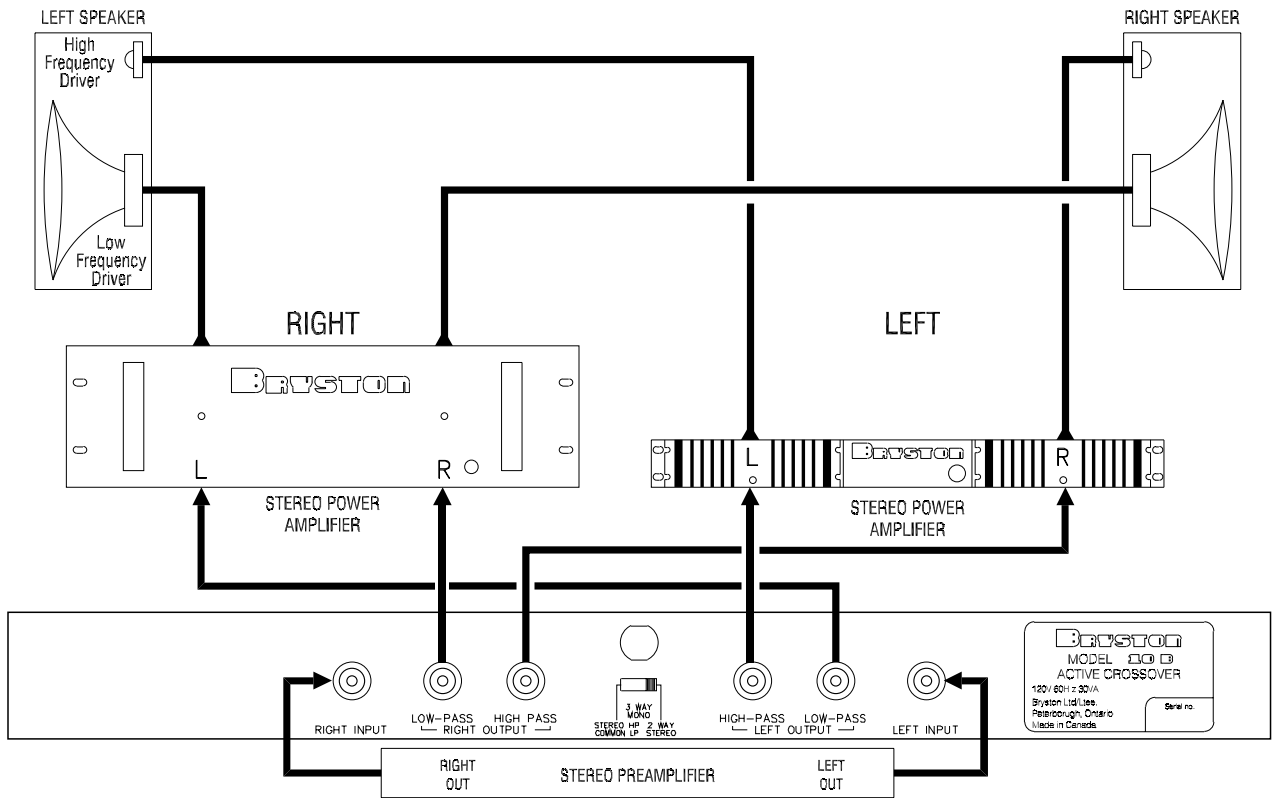 LEFT SPEAKER
RIGHT SPEAKER
High
Frequency
Driver
Low
Frequency
Driver
RIGHT
LEFT
BRYSTON
L
R
STEREO POWER
AMPLIFIER
L
BRYSTON
R
STEREO POWER
AMPLIFIER
RIGHT INPUT
LOW-PASS
HIGH PASS
RIGHT OUTPUT
3 WAY
MONO
STEREO HP 2 WAY
COMMON LP STEREO
HIGH-PASS
LOW-PASS
LEFT OUTPUT
LEFT INPUT
BRYSTON
MODEL 10 B
ACTIVE CROSSOVER
120V 60H z 30VA
Bryston Ltd/Ltee.
Peterborough, Ontario
Made in Canada
Serial no.
RIGHT
OUT
STEREO PREAMPLIFIER
LEFT
OUT